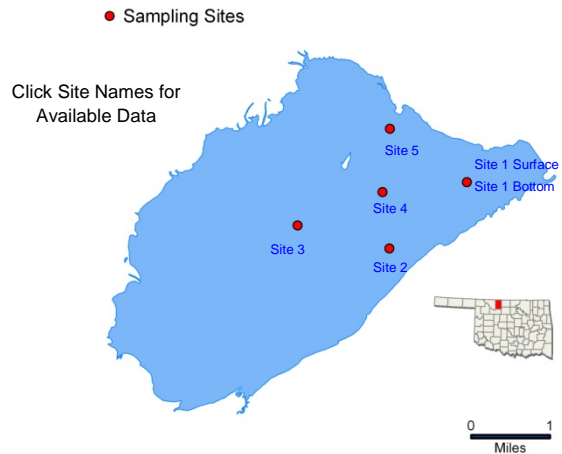 Sampling Sites
Click Site Names for
Available Data
Site 5
Site 1 Surface
Site 1 Bottom
Site 4
Site 3
Site 2
0 1
Miles